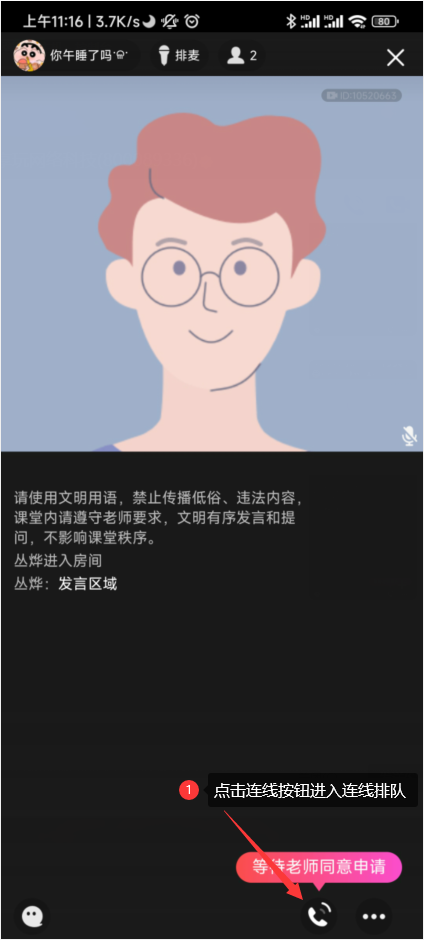 上午11:16 | 3.7K/s
HD
HD
80
你午睡了吗
排麦
2
ID:10520663
请使用文明用语，禁止传播低俗、违法内容，
课堂内请遵守老师要求，文明有序发言和提
问，不影响课堂秩序。
丛烨进入房间
丛烨：发言区域
1 点击连线按钮进入连线排队
等待老师同意申请